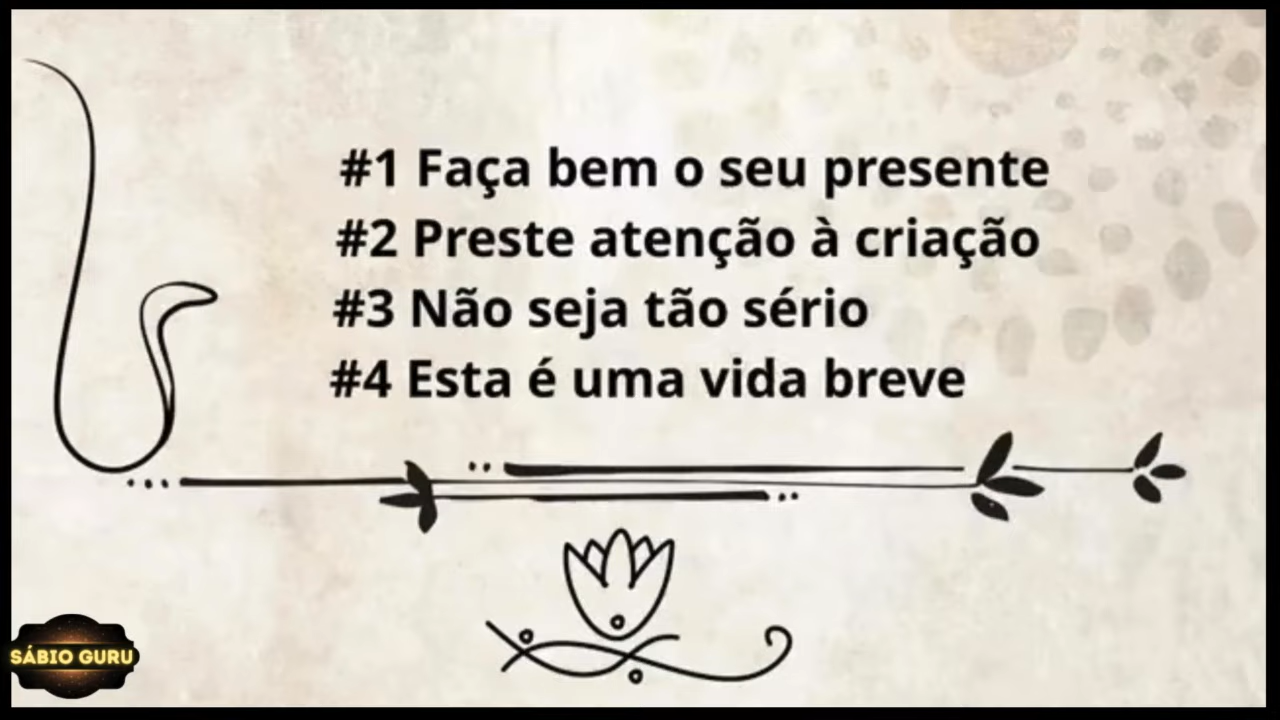 #1 Faça bem o seu presente
#2 Preste atenção à criação
#3 Não seja tão sério
#4 Esta é uma vida breve
SÁBIO GURU